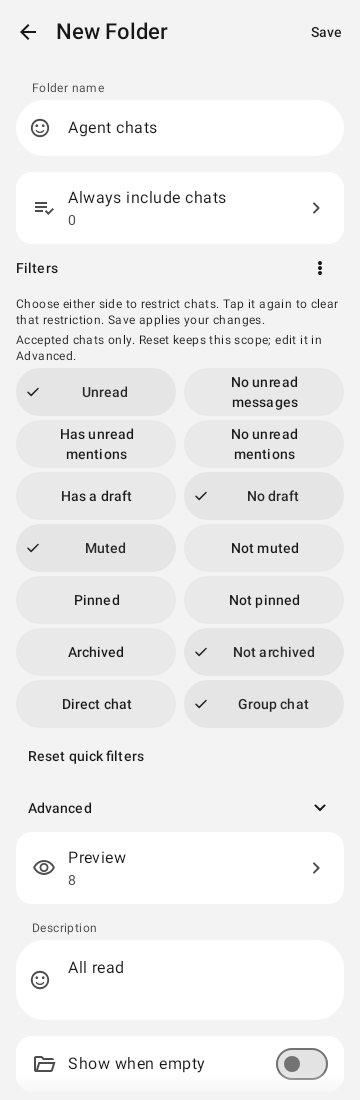 New Folder
Save
Folder name
Agent chats
Always include chats
0
Filters
Choose either side to restrict chats. Tap it again to clear
that restriction. Save applies your changes.
Accepted chats only. Reset keeps this scope; edit it in
Advanced.
Unread
No unread
messages
Has unread
mentions
No unread
mentions
Has a draft
No draft
Muted
Not muted
Pinned
Not pinned
Archived
Not archived
Direct chat
Group chat
Reset quick filters
Advanced
Preview
8
Description
All read
Show when empty